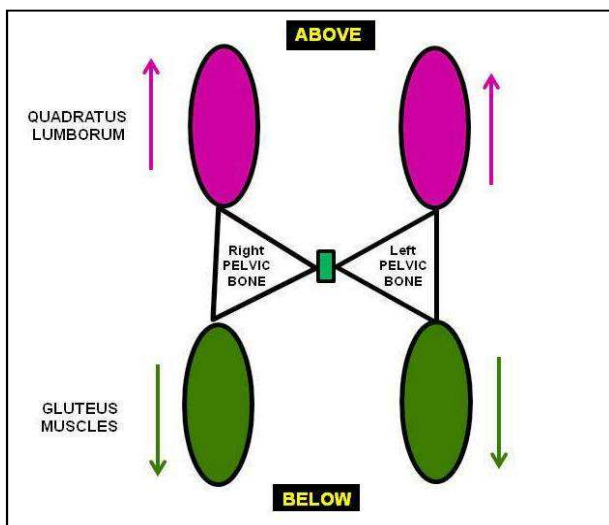 ABOVE
QUADRATUS
LUMBORUM
Right
PELVIC
BONE
Left
PELVIC
BONE
GLUTEUS
MUSCLES
BELOW